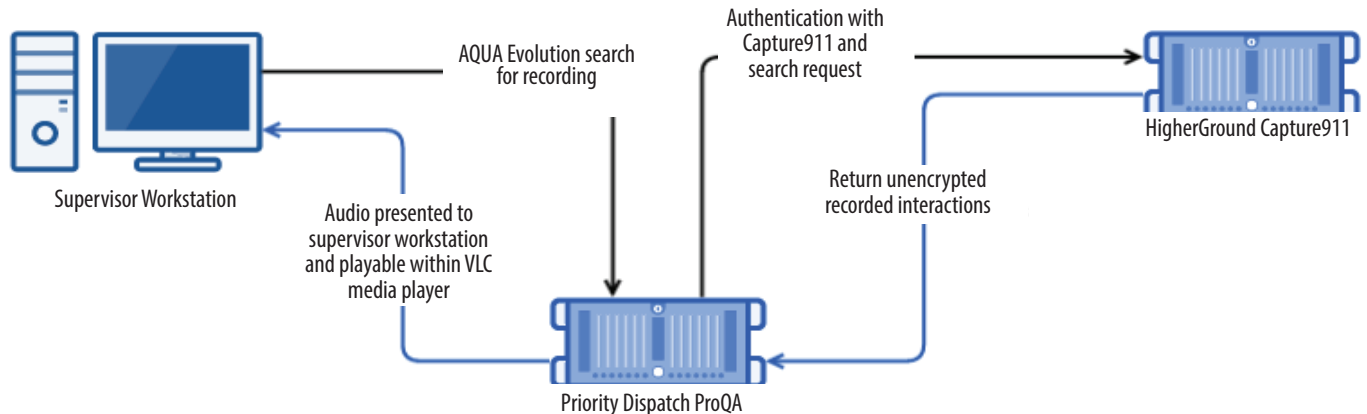 AQUA Evolution search
for recording
Authentication with
Capture911 and
search request
HigherGround Capture911
Supervisor Workstation
Audio presented to
supervisor workstation
and playable within VLC
media player
Return unencrypted
recorded interactions
Priority Dispatch ProQA